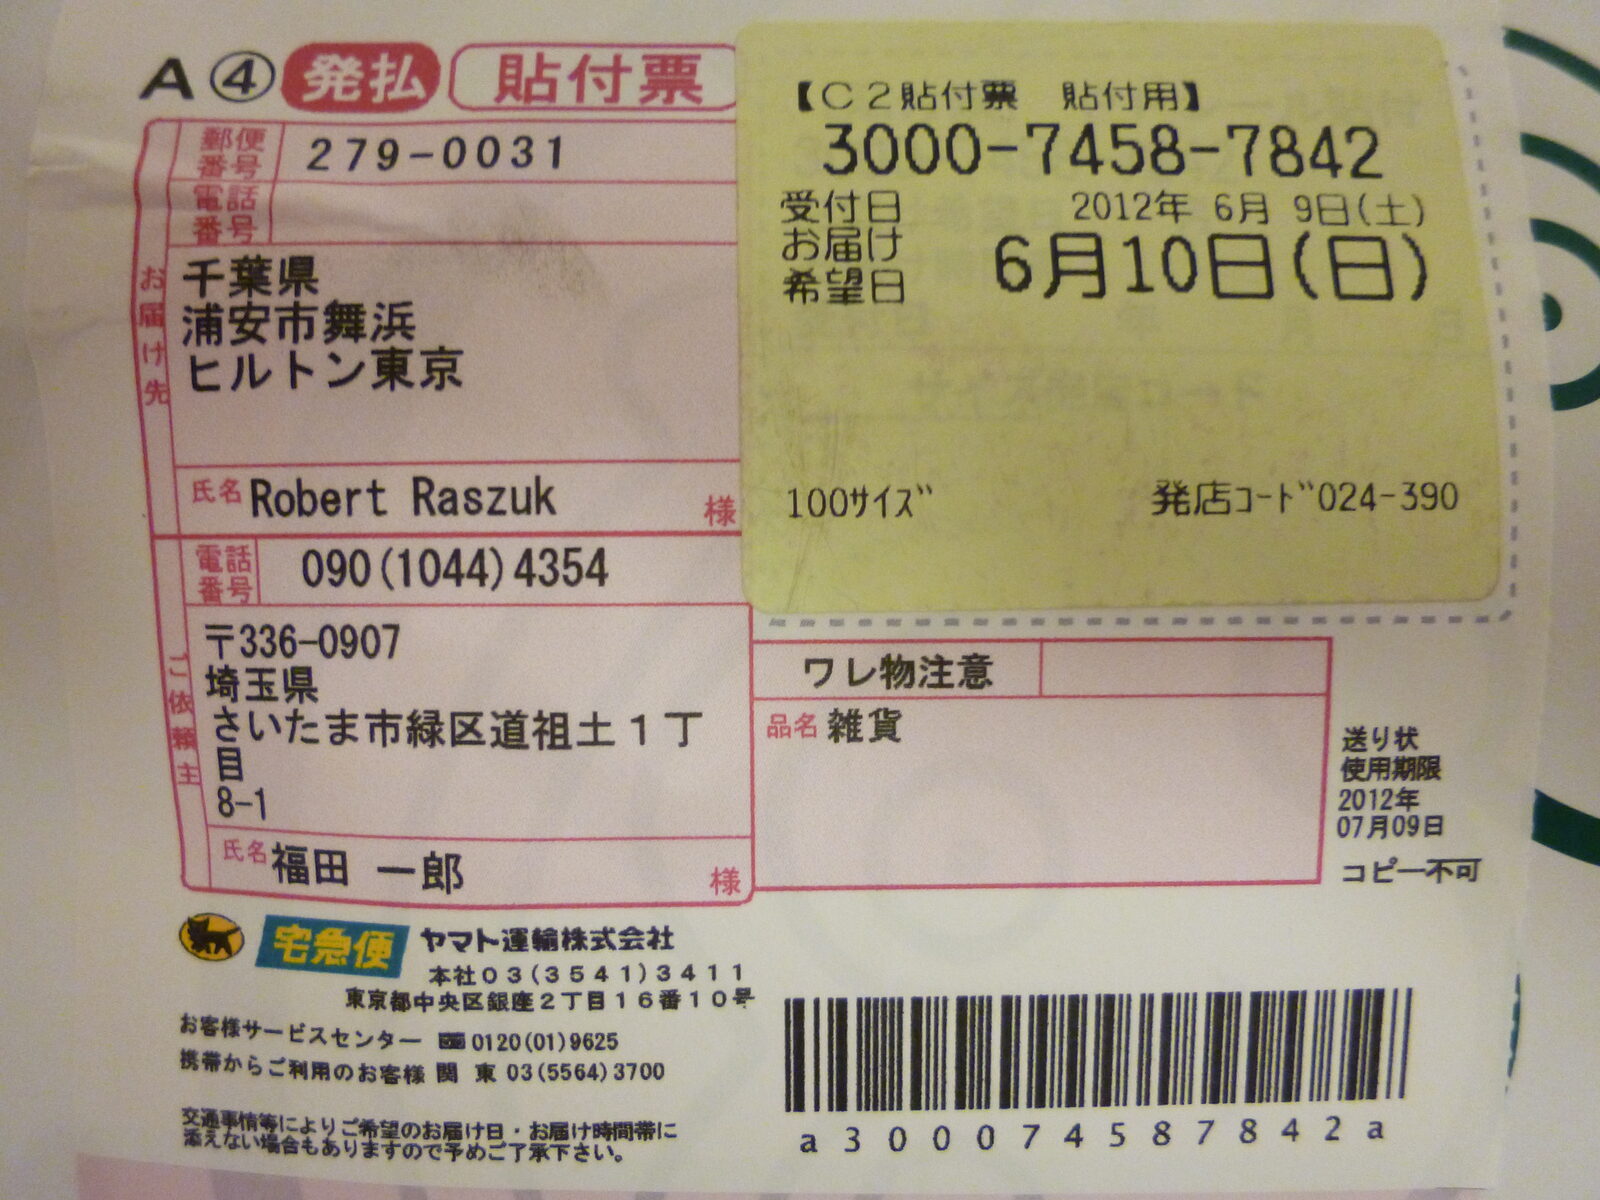 A④ 発払 貼付票
郵便番号 279-0031
電話番号
お届け先
千葉県
浦安市舞浜
ヒルトン東京
氏名 Robert Raszuk 様
電話番号 090(1044)4354
ご依頼主
〒336-0907
埼玉県
さいたま市緑区道祖土1丁
目
8-1
氏名 福田 一郎 様
【C2貼付票 貼付用】
3000-7458-7842
受付日 2012年 6月 9日(土)
お届け
希望日 6月10日(日)
100サイズ 発店コード024-390
ワレ物注意
品名 雑貨
送り状
使用期限
2012年
07月09日
コピー不可
宅急便 ヤマト運輸株式会社
本社03(3541)3411
東京都中央区銀座2丁目16番10号
お客様サービスセンター 0120(01)9625
携帯からご利用のお客様 関 東 03(5564)3700
交通事情等によりご希望のお届け日・お届け時間帯に
添えない場合もありますので予めご了承下さい。
a300074587842a